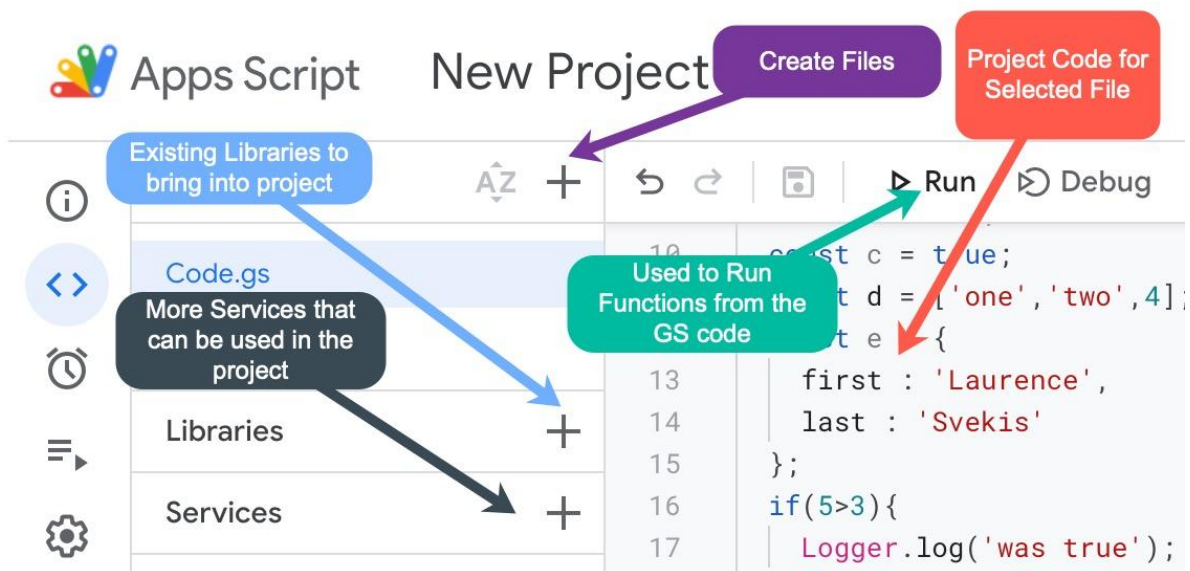 Apps Script
New Project
Create Files
Project Code for
Selected File
Existing Libraries to
bring into project
AZ
Run
Debug
Code.gs
More Services that
can be used in the
project
Libraries
Services
Used to Run
Functions from the
GS code
10
const c = true;
d = ['one','two',4];
e {
13 first : 'Laurence',
14 last : 'Svekis'
15 };
16 if(5>3){
17 Logger.log('was true');